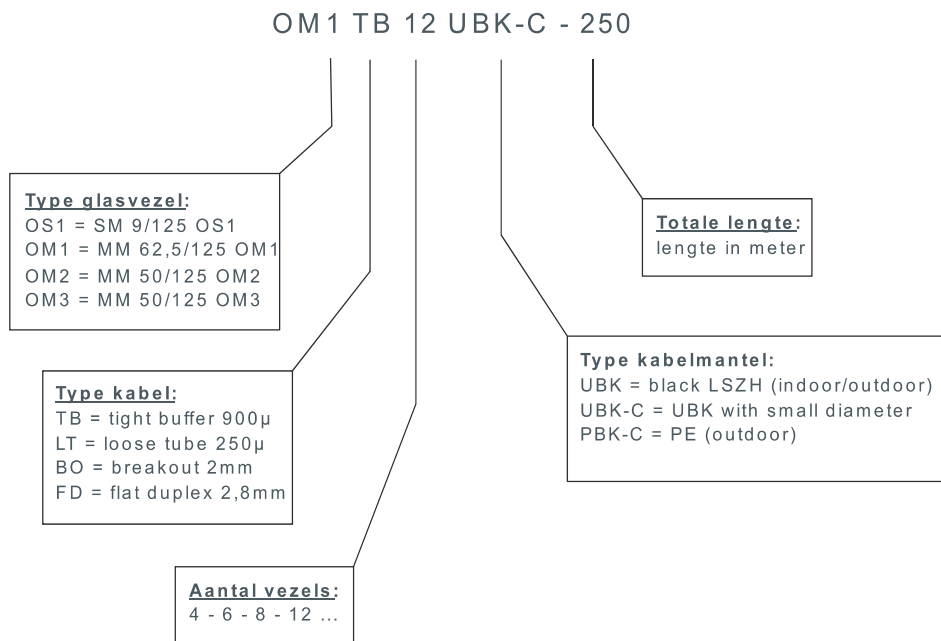 OM1 TB 12 UBK-C - 250
Type glasvezel:
OS1 = SM 9/125 OS1
OM1 = MM 62,5/125 OM1
OM2 = MM 50/125 OM2
OM3 = MM 50/125 OM3
Totale lengte:
lengte in meter
Type kabelmantel:
UBK = black LSZH (indoor/outdoor)
UBK-C = UBK with small diameter
PBK-C = PE (outdoor)
Type kabel:
TB = tight buffer 900µ
LT = loose tube 250µ
BO = breakout 2mm
FD = flat duplex 2,8mm
Aantal vezels:
4 - 6 - 8 - 12 ...